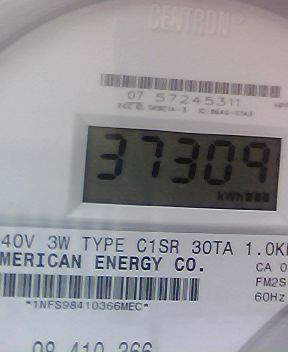 CENTRON®
07 57245311
37309
kWh
40V 3W TYPE C1SR 30TA 1.0K
MERICAN ENERGY CO.
CA 0
FM2S
60Hz
*1NFS98410366MEC*
98 410 366